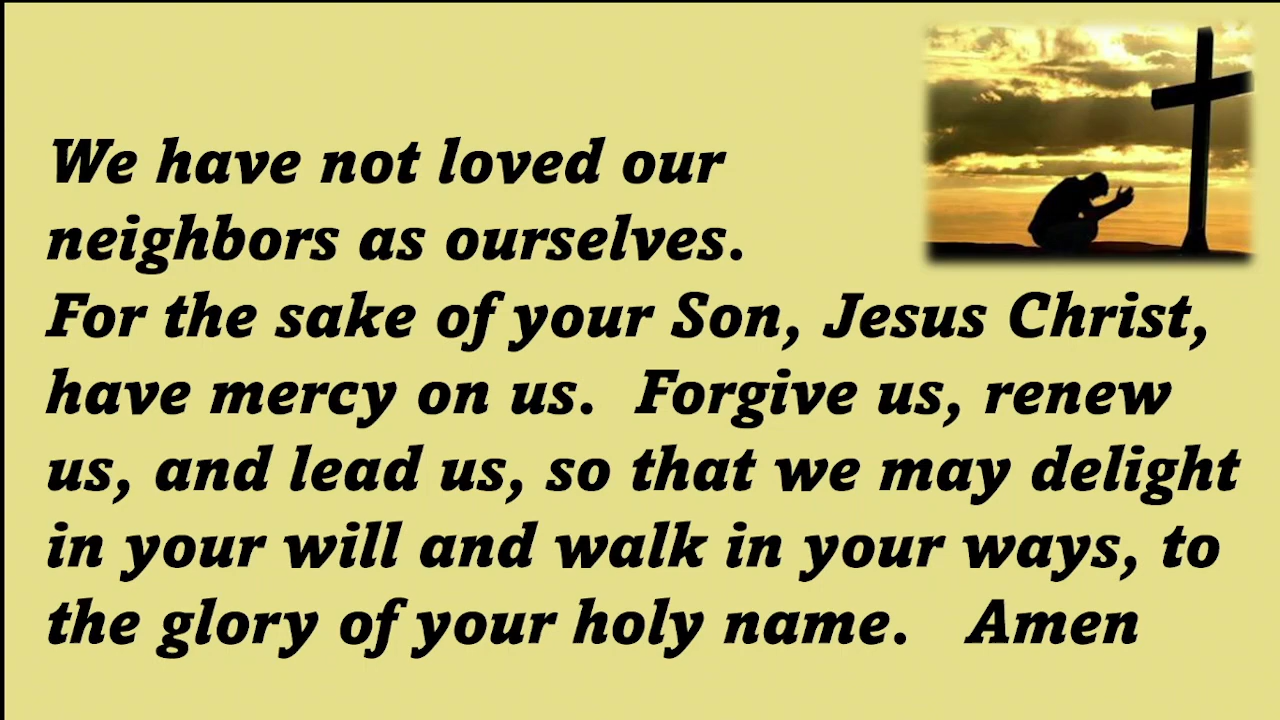 We have not loved our
neighbors as ourselves.
For the sake of your Son, Jesus Christ,
have mercy on us.  Forgive us, renew
us, and lead us, so that we may delight
in your will and walk in your ways, to
the glory of your holy name.   Amen